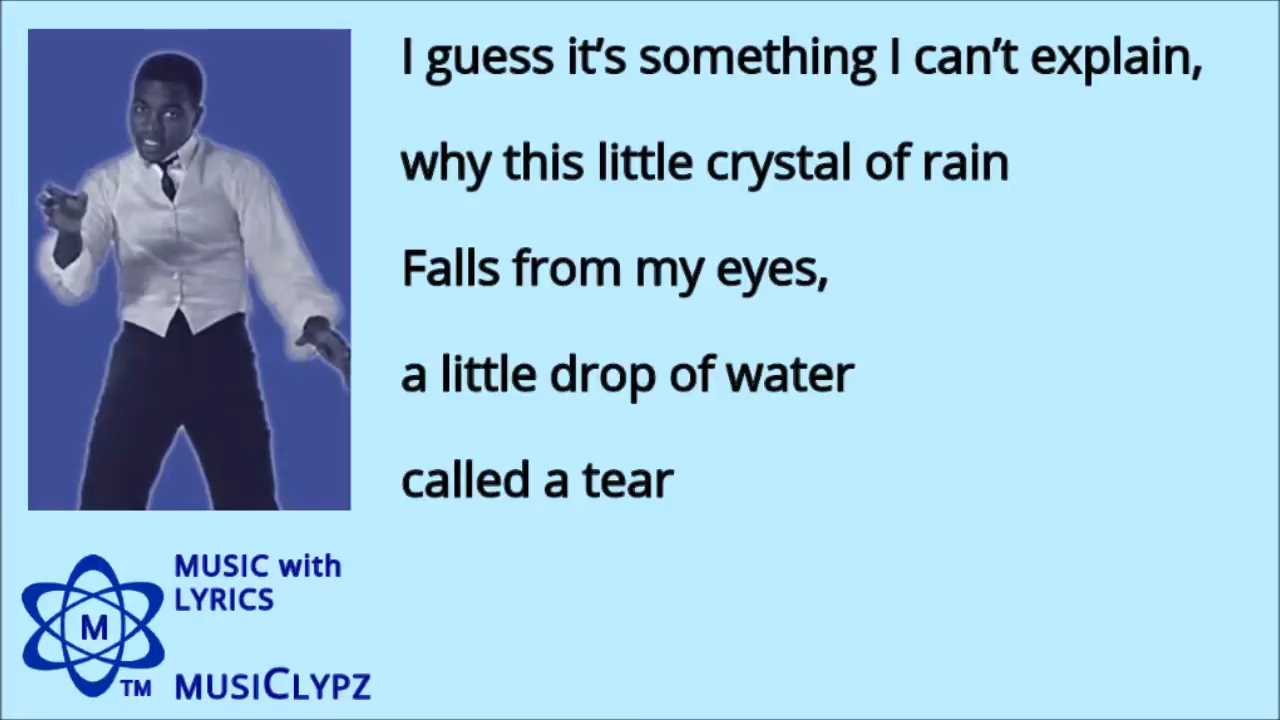 I guess it’s something I can’t explain,
why this little crystal of rain
Falls from my eyes,
a little drop of water
called a tear
MUSIC with
LYRICS
M
TM
MUSICLYPZ